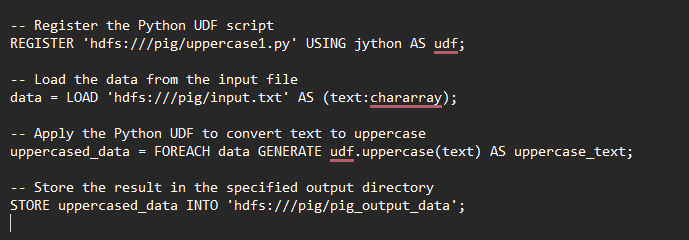 -- Register the Python UDF script
REGISTER 'hdfs:///pig/uppercase1.py' USING jython AS udf;
-- Load the data from the input file
data = LOAD 'hdfs:///pig/input.txt' AS (text:chararray);
-- Apply the Python UDF to convert text to uppercase
uppercased_data = FOREACH data GENERATE udf.uppercase(text) AS uppercase_text;
-- Store the result in the specified output directory
STORE uppercased_data INTO 'hdfs:///pig/pig_output_data';